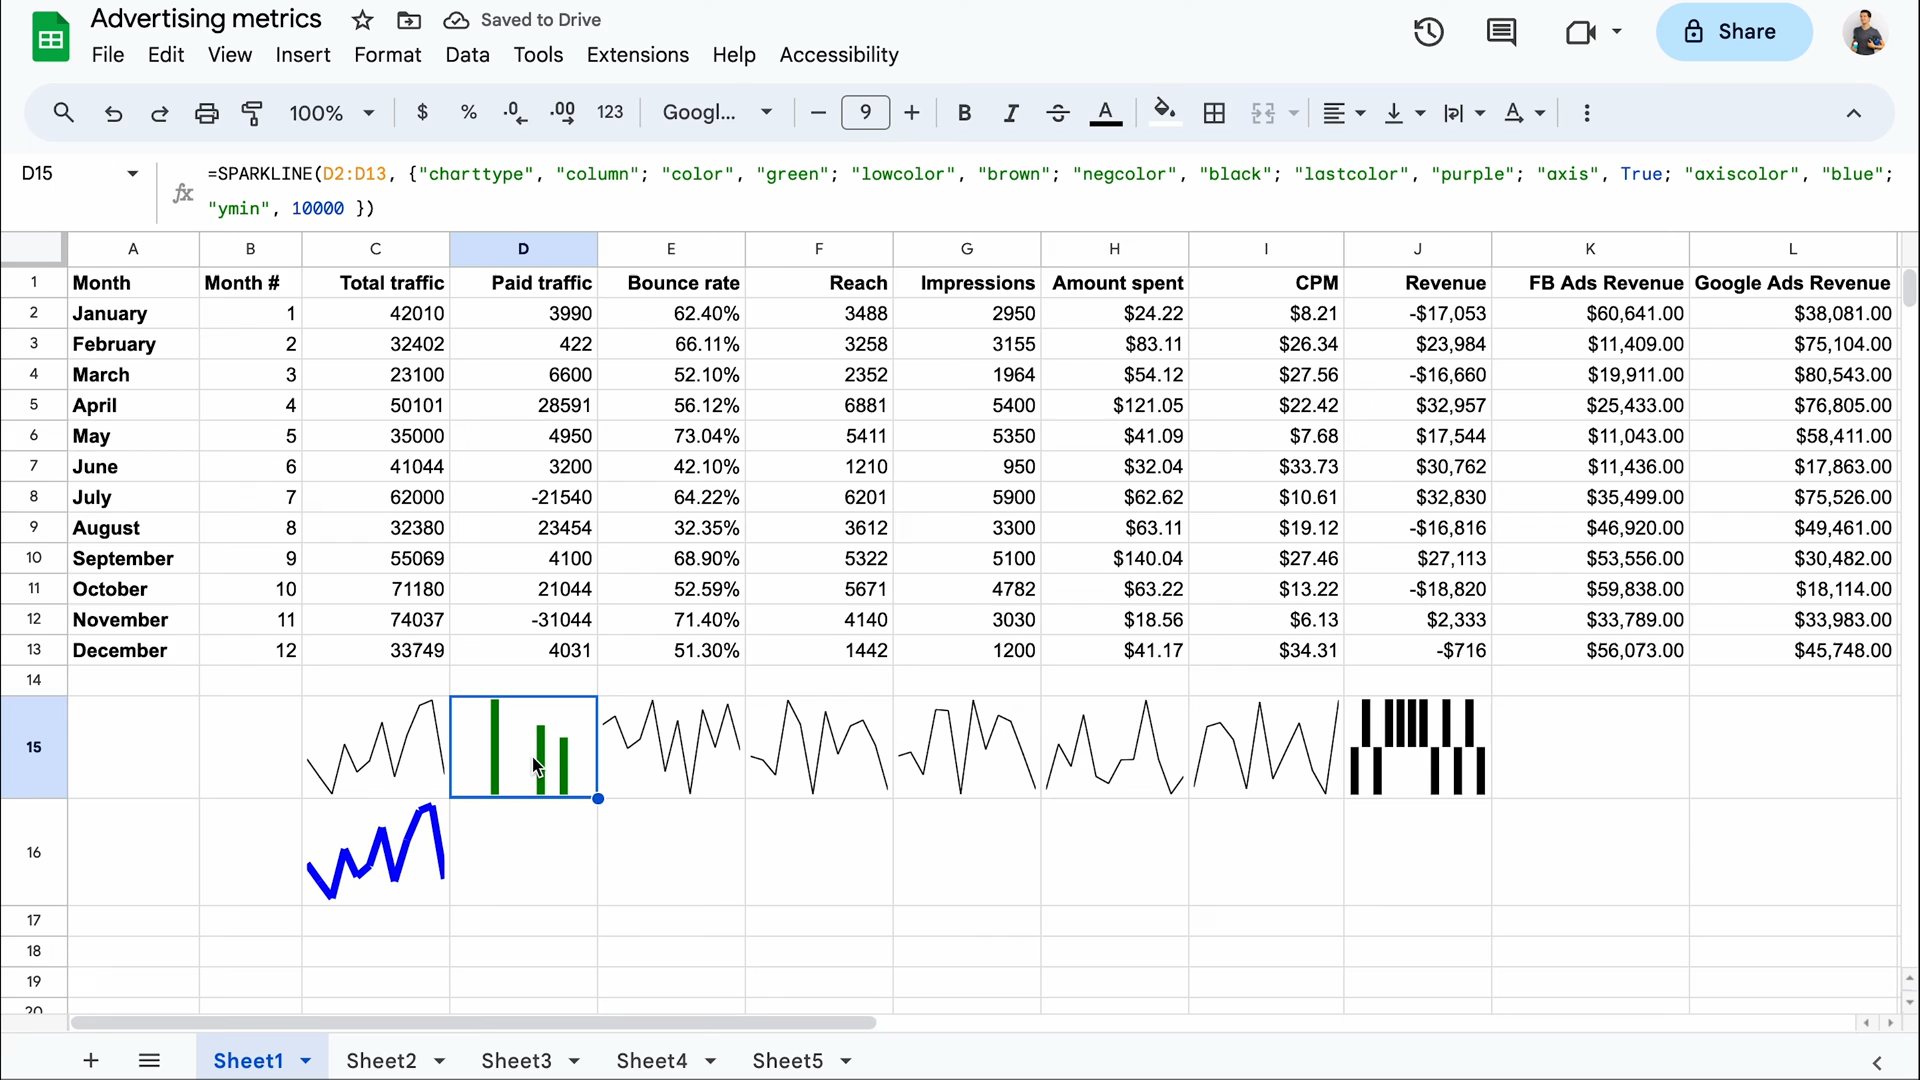 Advertising metrics Saved to Drive
Share
File Edit View Insert Format Data Tools Extensions Help Accessibility
100% $ % .0 .00 123 Googl... 9 B I A A
D15 fx =SPARKLINE(D2:D13, {"charttype", "column"; "color", "green"; "lowcolor", "brown"; "negcolor", "black"; "lastcolor", "purple"; "axis", True; "axiscolor", "blue";
"ymin", 10000 })
A B C D E F G H I J K L
1 Month Month # Total traffic Paid traffic Bounce rate Reach Impressions Amount spent CPM Revenue FB Ads Revenue Google Ads Revenue
2 January 1 42010 3990 62.40% 3488 2950 $24.22 $8.21 -$17,053 $60,641.00 $38,081.00
3 February 2 32402 422 66.11% 3258 3155 $83.11 $26.34 $23,984 $11,409.00 $75,104.00
4 March 3 23100 6600 52.10% 2352 1964 $54.12 $27.56 -$16,660 $19,911.00 $80,543.00
5 April 4 50101 28591 56.12% 6881 5400 $121.05 $22.42 $32,957 $25,433.00 $76,805.00
6 May 5 35000 4950 73.04% 5411 5350 $41.09 $7.68 $17,544 $11,043.00 $58,411.00
7 June 6 41044 3200 42.10% 1210 950 $32.04 $33.73 $30,762 $11,436.00 $17,863.00
8 July 7 62000 -21540 64.22% 6201 5900 $62.62 $10.61 $32,830 $35,499.00 $75,526.00
9 August 8 32380 23454 32.35% 3612 3300 $63.11 $19.12 -$16,816 $46,920.00 $49,461.00
10 September 9 55069 4100 68.90% 5322 5100 $140.04 $27.46 $27,113 $53,556.00 $30,482.00
11 October 10 71180 21044 52.59% 5671 4782 $63.22 $13.22 -$18,820 $59,838.00 $18,114.00
12 November 11 74037 -31044 71.40% 4140 3030 $18.56 $6.13 $2,333 $33,789.00 $33,983.00
13 December 12 33749 4031 51.30% 1442 1200 $41.17 $34.31 -$716 $56,073.00 $45,748.00
14
15
16
17
18
19
20
Sheet1 Sheet2 Sheet3 Sheet4 Sheet5